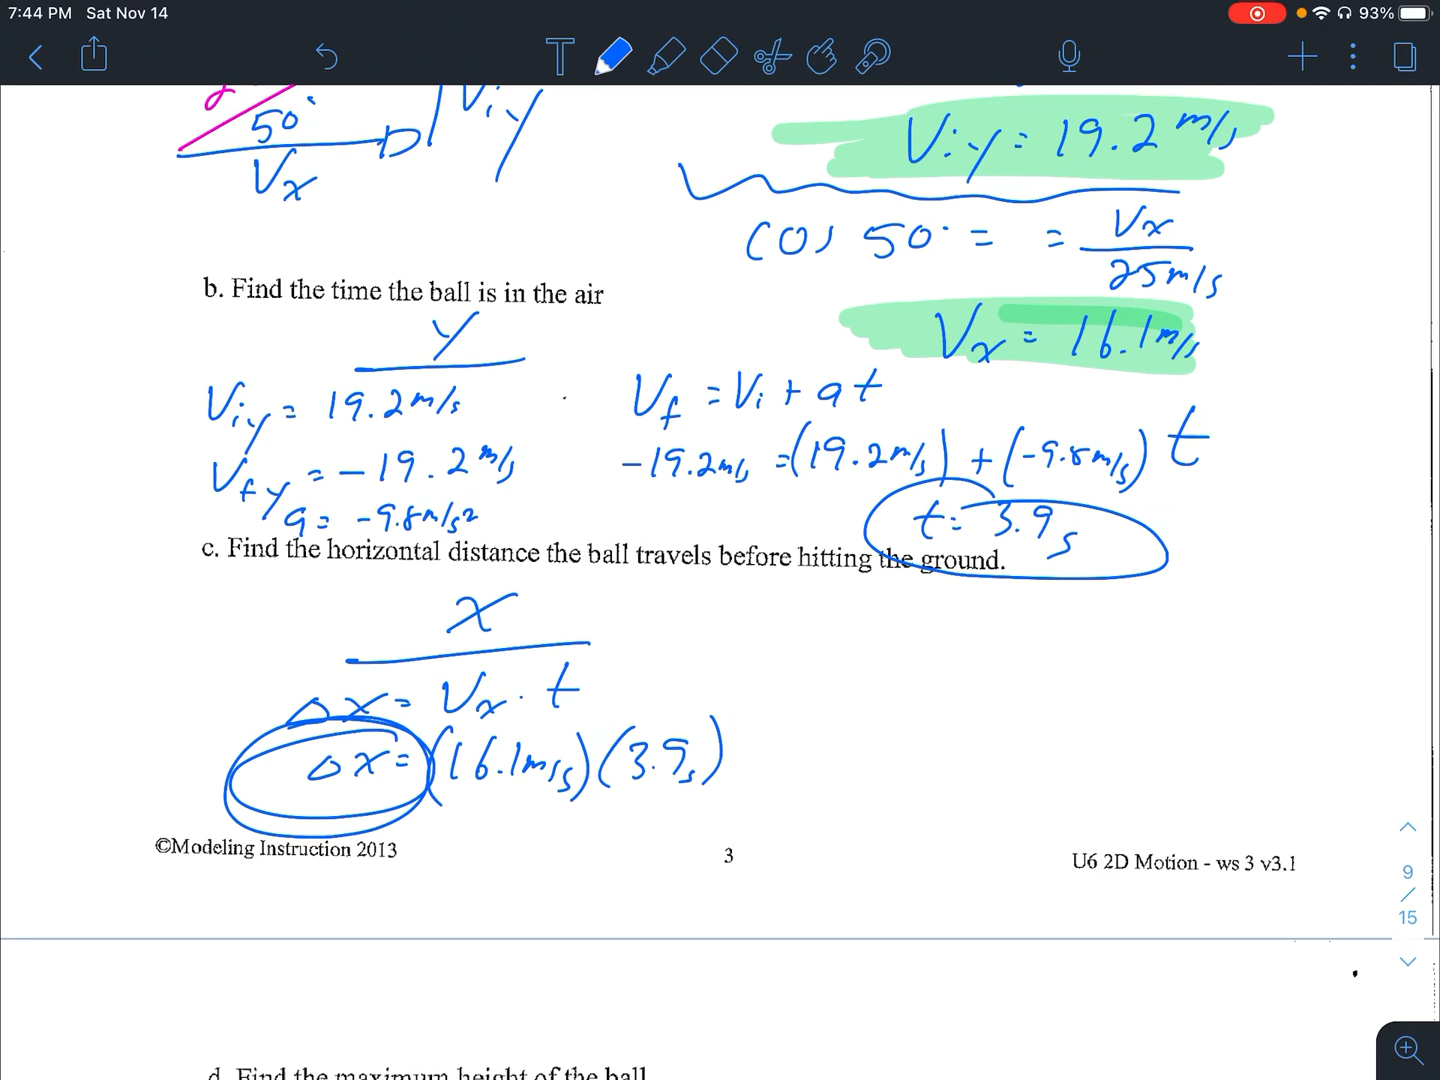 7:44 PM Sat Nov 14
93%
50°
Viy
Vx
Viy = 19.2 m/s
cos 50° = = Vx / 25 m/s
b. Find the time the ball is in the air
Vx = 16.1 m/s
y
Viy = 19.2 m/s
Vf = Vi + at
Vfy = -19.2 m/s
-19.2 m/s = (19.2 m/s) + (-9.8 m/s) t
a = -9.8 m/s²
t = 3.9 s
c. Find the horizontal distance the ball travels before hitting the ground.
x
Δx = Vx · t
Δx = (16.1 m/s)(3.9s)
©Modeling Instruction 2013
3
U6 2D Motion - ws 3 v3.1
9
/
15
d. Find the maximum height of the ball